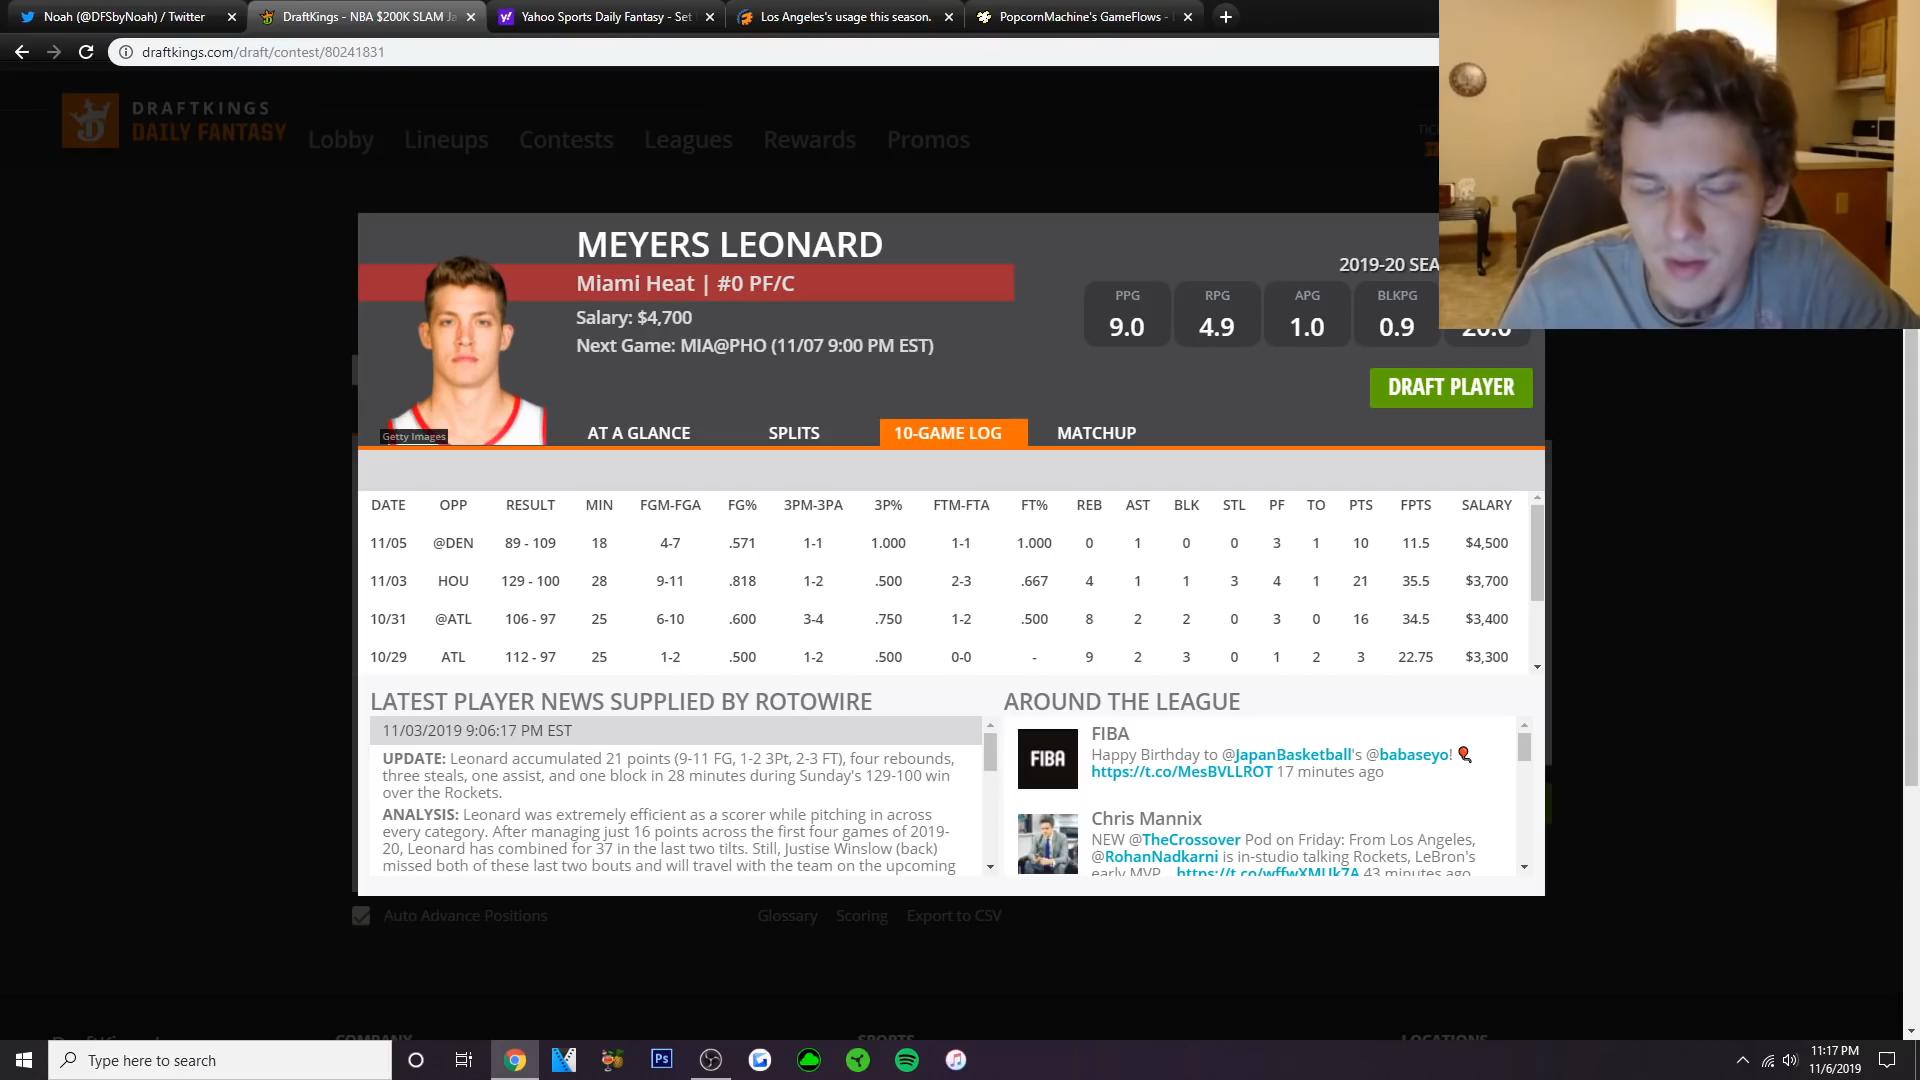 Noah (@DFSbyNoah) / Twitter
DraftKings - NBA $200K SLAM Ja
Yahoo Sports Daily Fantasy - Set
Los Angeles's usage this season.
PopcornMachine's GameFlows -
draftkings.com/draft/contest/80241831
DRAFTKINGS
DAILY FANTASY
Lobby Lineups Contests Leagues Rewards Promos
MEYERS LEONARD
Miami Heat | #0 PF/C
Salary: $4,700
Next Game: MIA@PHO (11/07 9:00 PM EST)
2019-20 SEA
PPG RPG APG BLKPG
9.0 4.9 1.0 0.9
DRAFT PLAYER
Getty Images
AT A GLANCE SPLITS 10-GAME LOG MATCHUP
DATE OPP RESULT MIN FGM-FGA FG% 3PM-3PA 3P% FTM-FTA FT% REB AST BLK STL PF TO PTS FPTS SALARY
11/05 @DEN 89 - 109 18 4-7 .571 1-1 1.000 1-1 1.000 0 1 0 0 3 1 10 11.5 $4,500
11/03 HOU 129 - 100 28 9-11 .818 1-2 .500 2-3 .667 4 1 1 3 4 1 21 35.5 $3,700
10/31 @ATL 106 - 97 25 6-10 .600 3-4 .750 1-2 .500 8 2 2 0 3 0 16 34.5 $3,400
10/29 ATL 112 - 97 25 1-2 .500 1-2 .500 0-0 - 9 2 3 0 1 2 3 22.75 $3,300
LATEST PLAYER NEWS SUPPLIED BY ROTOWIRE
11/03/2019 9:06:17 PM EST
UPDATE: Leonard accumulated 21 points (9-11 FG, 1-2 3Pt, 2-3 FT), four rebounds,
three steals, one assist, and one block in 28 minutes during Sunday's 129-100 win
over the Rockets.
ANALYSIS: Leonard was extremely efficient as a scorer while pitching in across
every category. After managing just 16 points across the first four games of 2019-
20, Leonard has combined for 37 in the last two tilts. Still, Justise Winslow (back)
missed both of these last two bouts and will travel with the team on the upcoming
AROUND THE LEAGUE
FIBA
FIBA
Happy Birthday to @JapanBasketball's @babaseyo!
https://t.co/MesBVLLROT 17 minutes ago
Chris Mannix
NEW @TheCrossover Pod on Friday: From Los Angeles,
@RohanNadkarni is in-studio talking Rockets, LeBron's
early MVP... https://t.co/wffwXMUk7A 43 minutes ago
Auto Advance Positions
Glossary Scoring Export to CSV
COMPANY SPORTS LOCATIONS
Type here to search
Ps
11:17 PM
11/6/2019